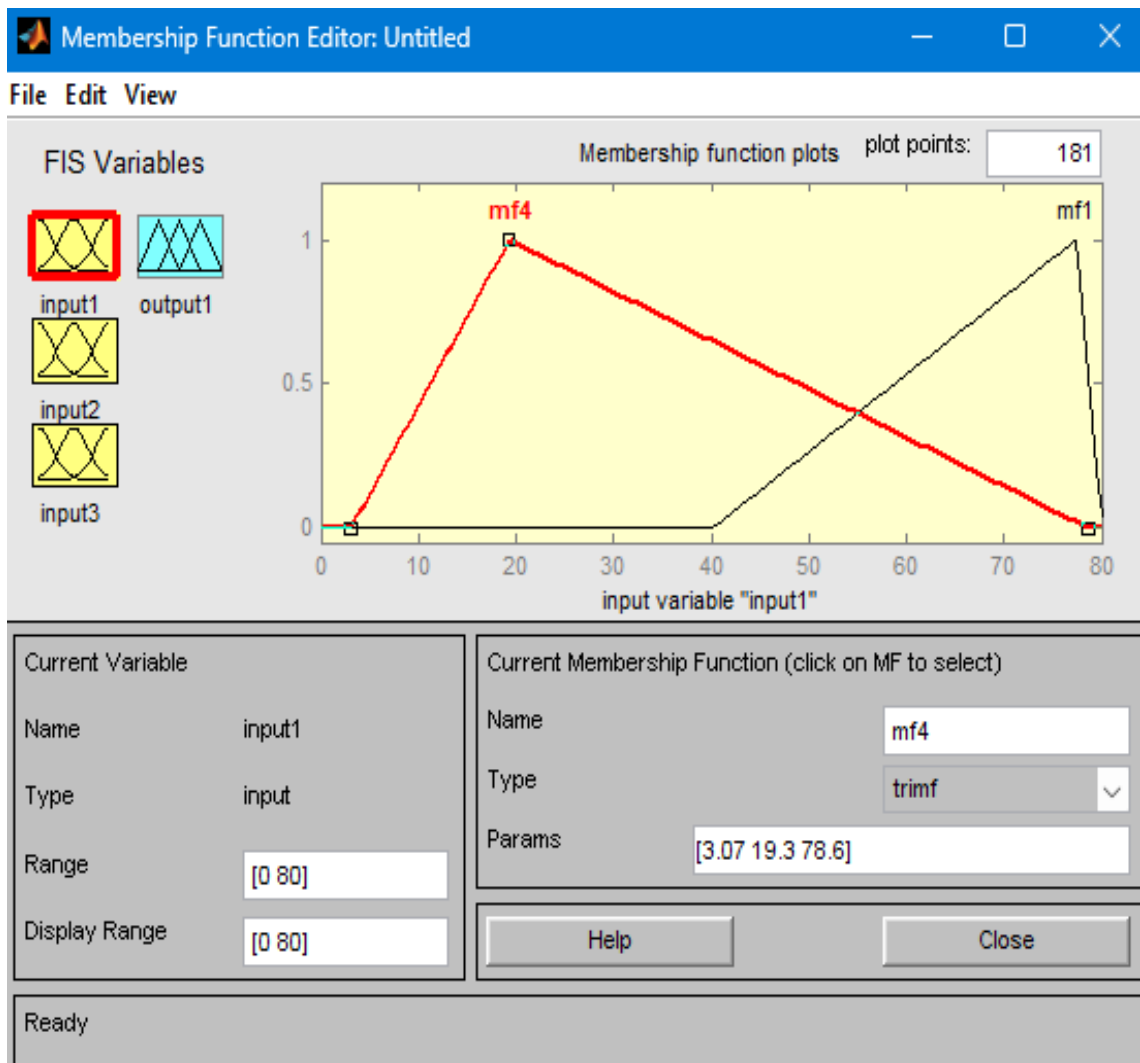 Membership Function Editor: Untitled
File Edit View
FIS Variables
Membership function plots plot points: 181
mf4 mf1
input1 output1
input2
input3
1
0.5
0
0 10 20 30 40 50 60 70 80
input variable "input1"
Current Variable
Name input1
Type input
Range [0 80]
Display Range [0 80]
Current Membership Function (click on MF to select)
Name mf4
Type trimf
Params [3.07 19.3 78.6]
Help Close
Ready